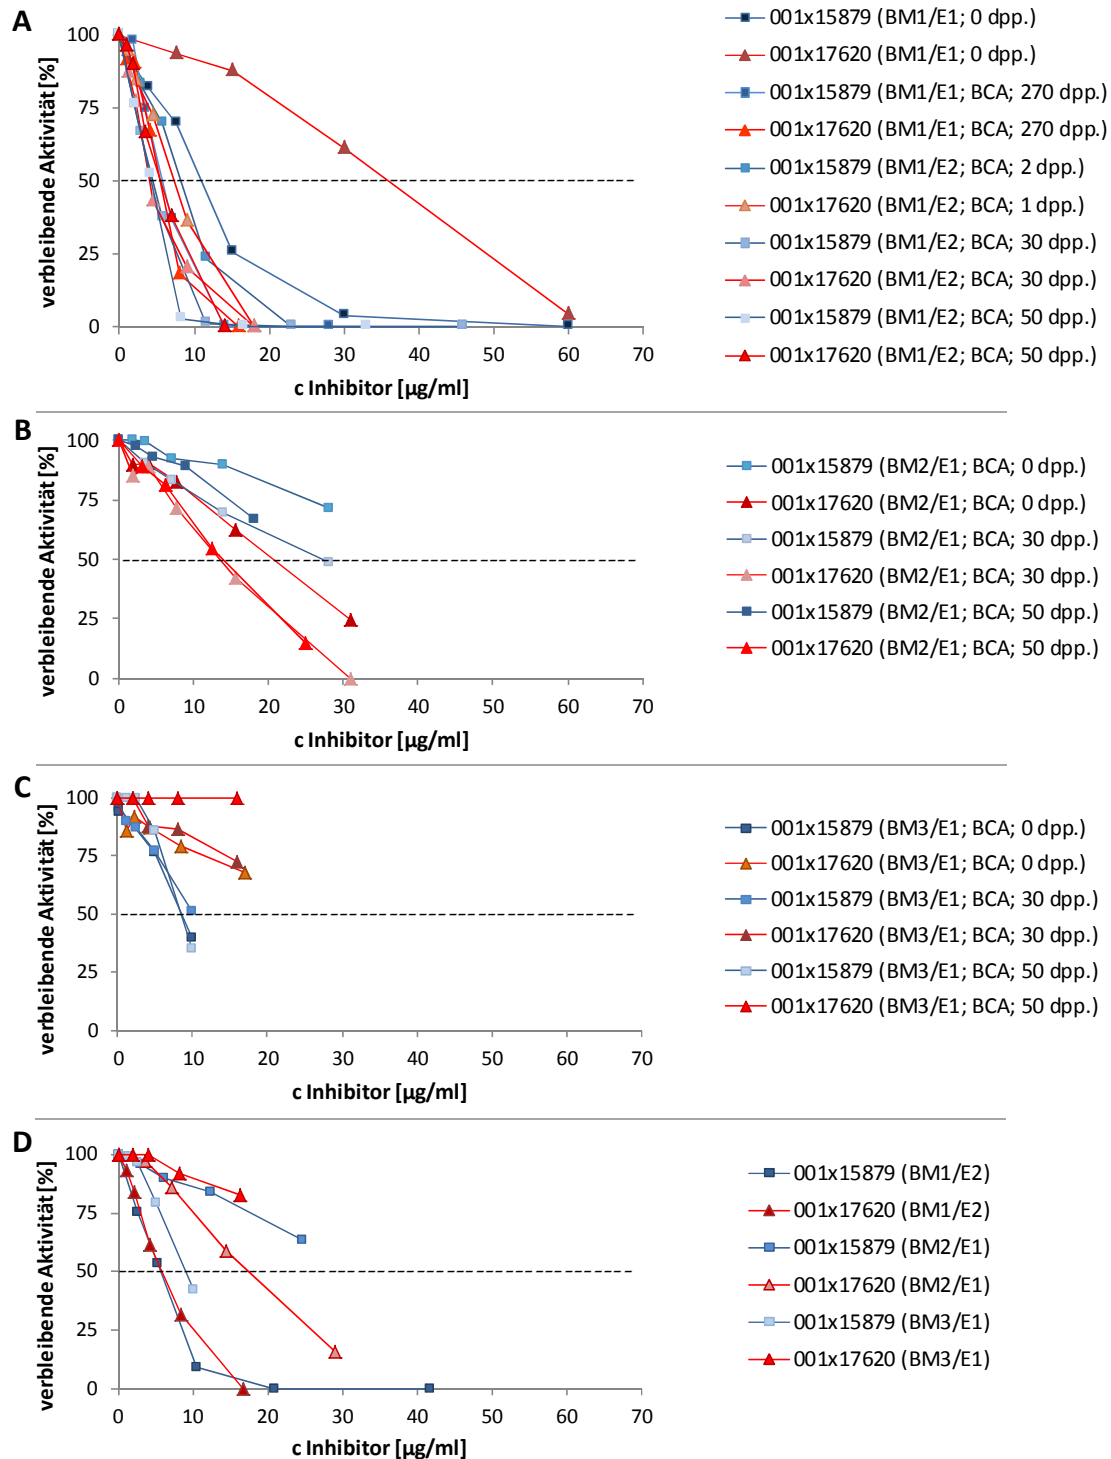 A
verbleibende Aktivität [%]
100
75
50
25
0
0 10 20 30 40 50 60 70
c Inhibitor [µg/ml]
001x15879 (BM1/E1; 0 dpp.)
001x17620 (BM1/E1; 0 dpp.)
001x15879 (BM1/E1; BCA; 270 dpp.)
001x17620 (BM1/E1; BCA; 270 dpp.)
001x15879 (BM1/E2; BCA; 2 dpp.)
001x17620 (BM1/E2; BCA; 1 dpp.)
001x15879 (BM1/E2; BCA; 30 dpp.)
001x17620 (BM1/E2; BCA; 30 dpp.)
001x15879 (BM1/E2; BCA; 50 dpp.)
001x17620 (BM1/E2; BCA; 50 dpp.)
B
verbleibende Aktivität [%]
100
75
50
25
0
0 10 20 30 40 50 60 70
c Inhibitor [µg/ml]
001x15879 (BM2/E1; BCA; 0 dpp.)
001x17620 (BM2/E1; BCA; 0 dpp.)
001x15879 (BM2/E1; BCA; 30 dpp.)
001x17620 (BM2/E1; BCA; 30 dpp.)
001x15879 (BM2/E1; BCA; 50 dpp.)
001x17620 (BM2/E1; BCA; 50 dpp.)
C
verbleibende Aktivität [%]
100
75
50
25
0
0 10 20 30 40 50 60 70
c Inhibitor [µg/ml]
001x15879 (BM3/E1; BCA; 0 dpp.)
001x17620 (BM3/E1; BCA; 0 dpp.)
001x15879 (BM3/E1; BCA; 30 dpp.)
001x17620 (BM3/E1; BCA; 30 dpp.)
001x15879 (BM3/E1; BCA; 50 dpp.)
001x17620 (BM3/E1; BCA; 50 dpp.)
D
verbleibende Aktivität [%]
100
75
50
25
0
0 10 20 30 40 50 60 70
c Inhibitor [µg/ml]
001x15879 (BM1/E2)
001x17620 (BM1/E2)
001x15879 (BM2/E1)
001x17620 (BM2/E1)
001x15879 (BM3/E1)
001x17620 (BM3/E1)